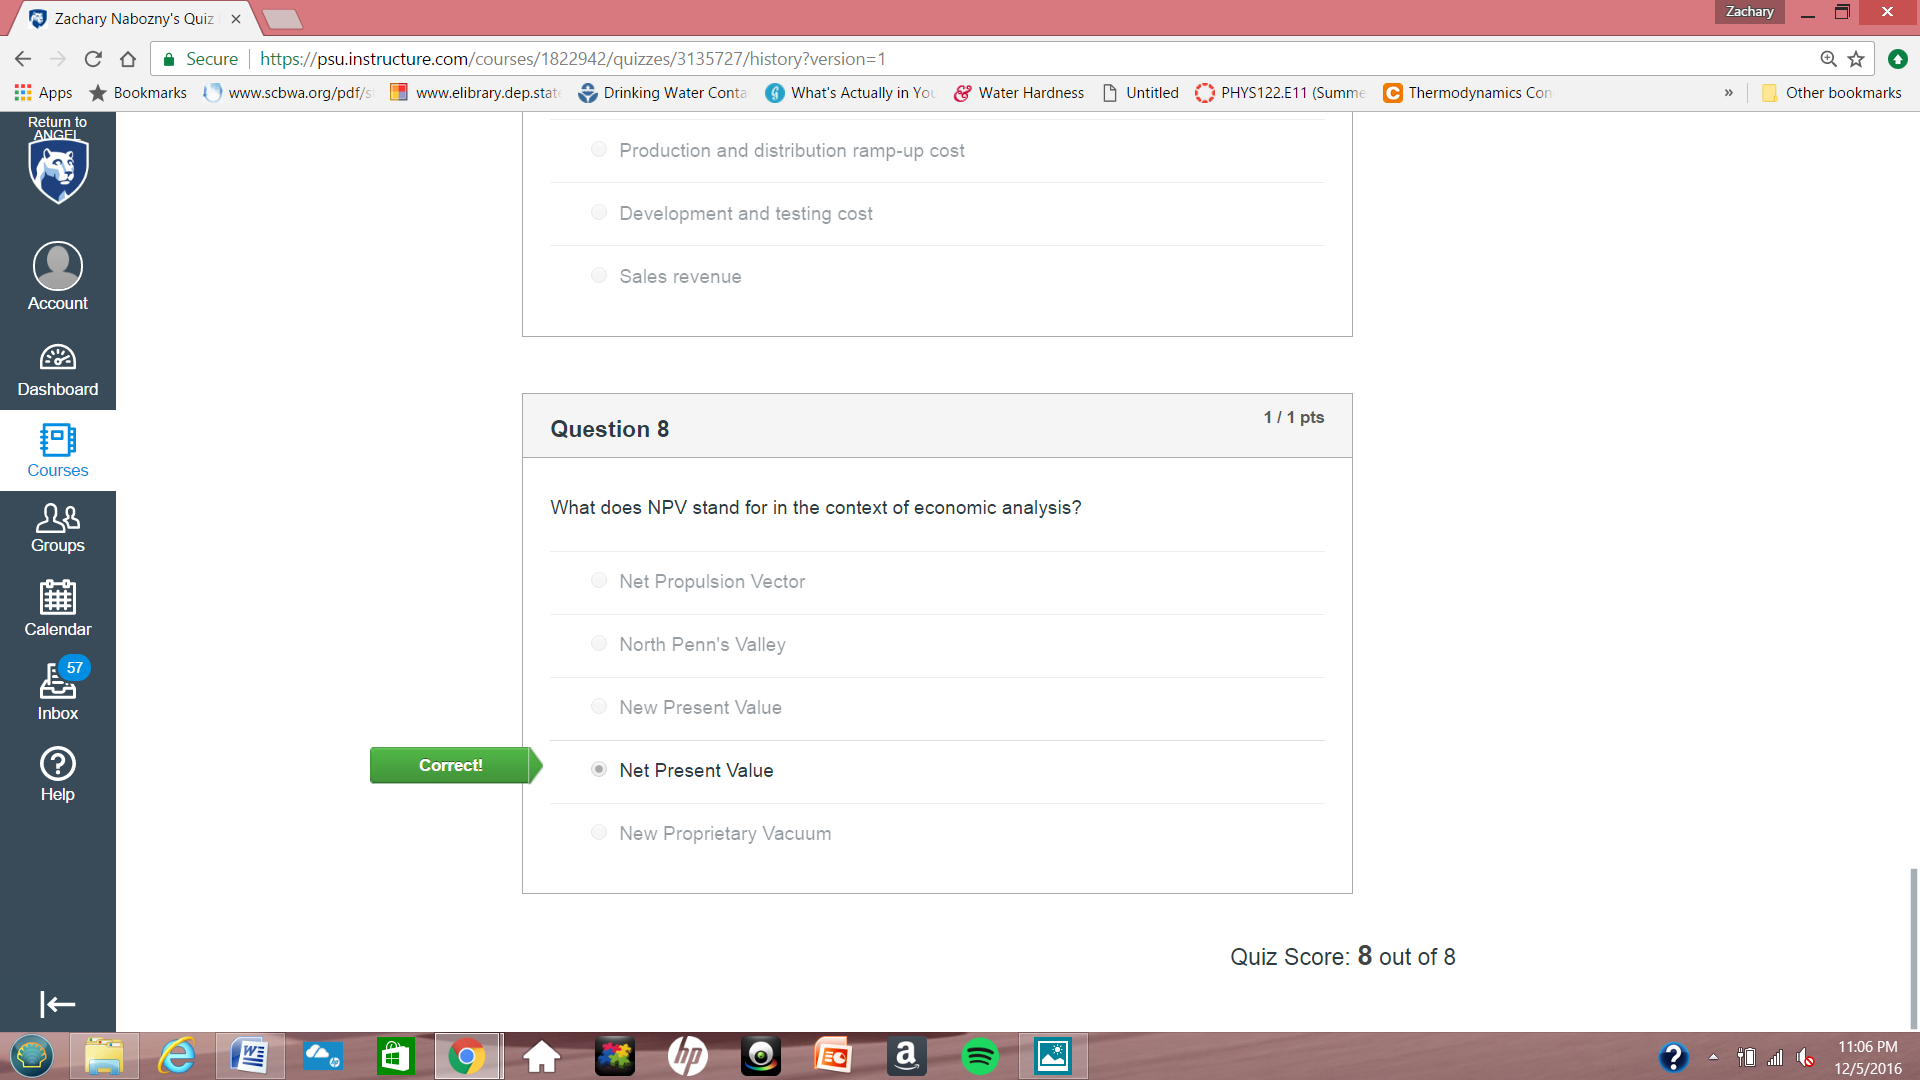 Zachary Nabozny's Quiz
Zachary
Secure
https://psu.instructure.com/courses/1822942/quizzes/3135727/history?version=1
Apps
Bookmarks
www.scbwa.org/pdf/s
www.elibrary.dep.state
Drinking Water Conta
What's Actually in You
Water Hardness
Untitled
PHYS122.E11 (Summe
Thermodynamics Con
»
Other bookmarks
Return to
ANGEL
Account
Dashboard
Courses
Groups
Calendar
57
Inbox
Help
Production and distribution ramp-up cost
Development and testing cost
Sales revenue
Question 8
1 / 1 pts
What does NPV stand for in the context of economic analysis?
Net Propulsion Vector
North Penn's Valley
New Present Value
Correct!
Net Present Value
New Proprietary Vacuum
Quiz Score: 8 out of 8
11:06 PM
12/5/2016